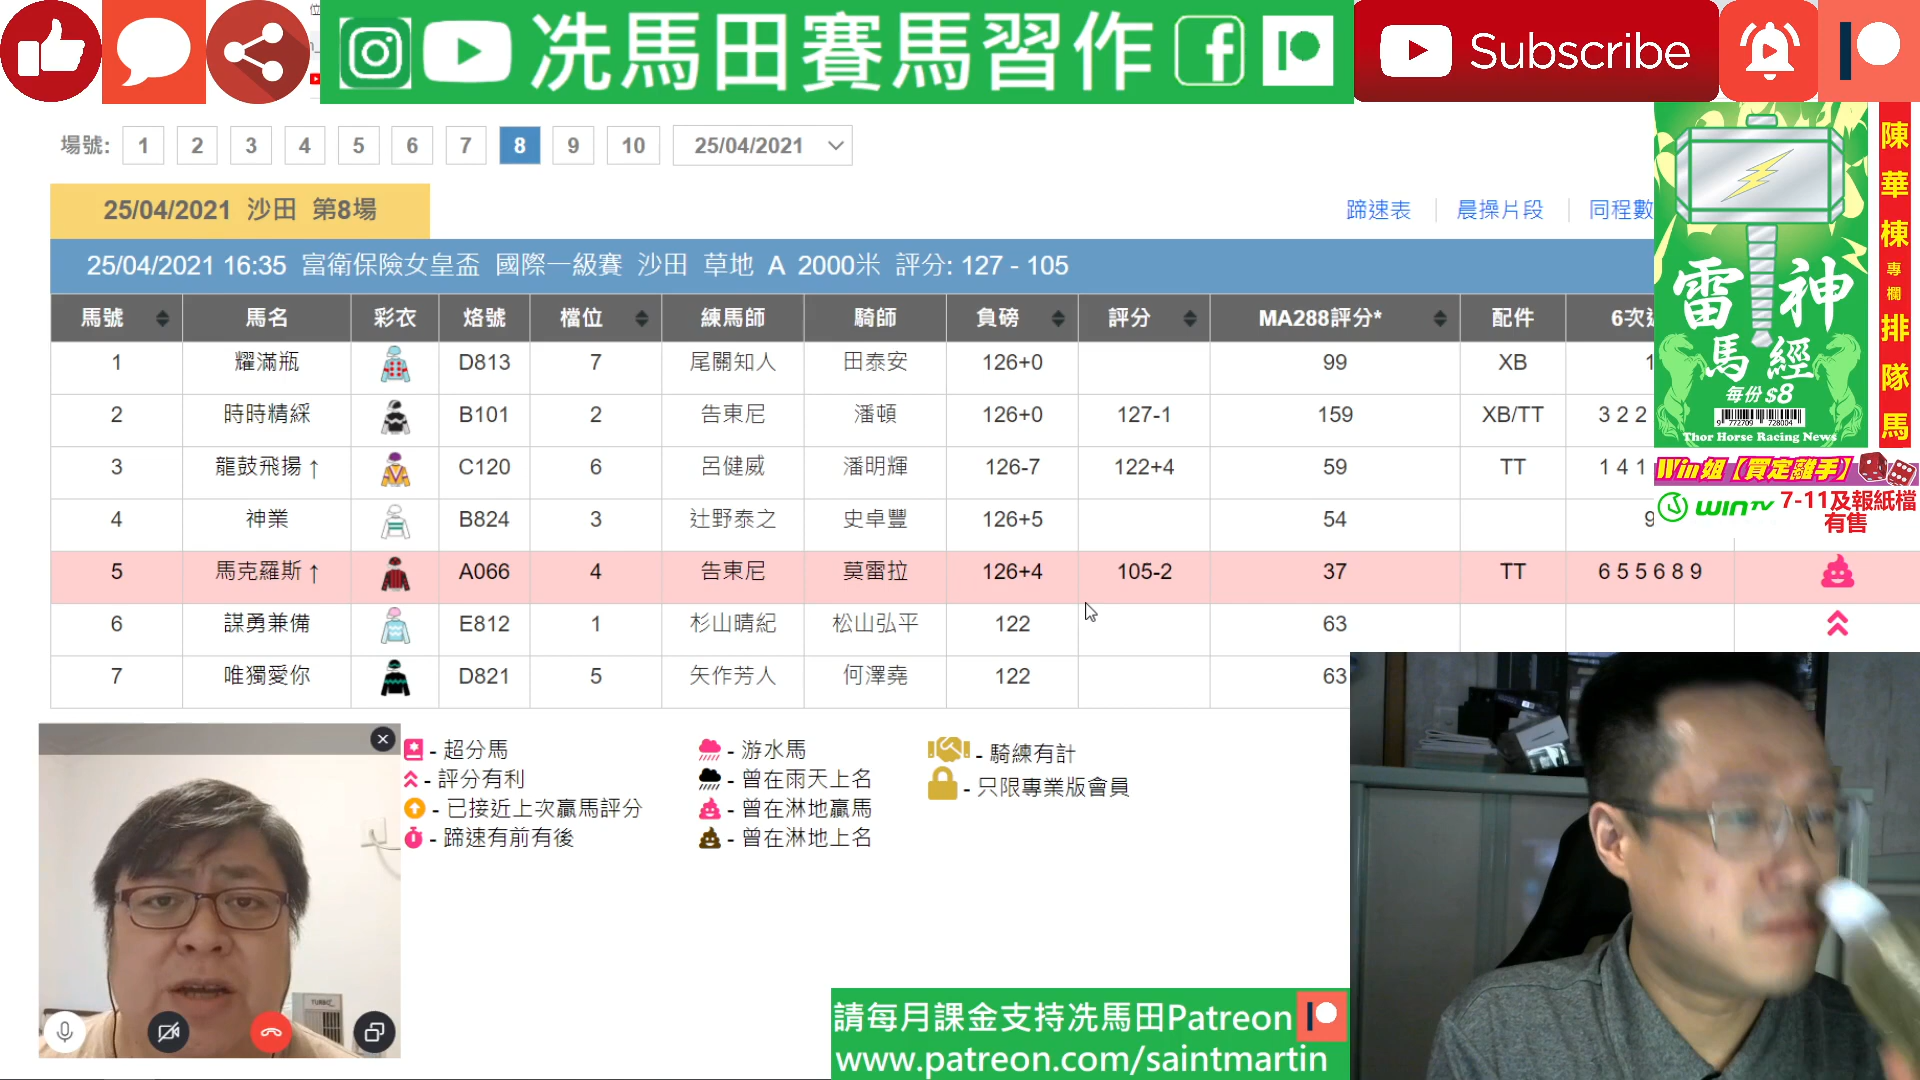 冼馬田賽馬習作
Subscribe
場號: 1 2 3 4 5 6 7 8 9 10 25/04/2021
25/04/2021 沙田 第8場
蹄速表 晨操片段 同程數
25/04/2021 16:35 富衛保險女皇盃 國際一級賽 沙田 草地 A 2000米 評分: 127 - 105
馬號 馬名 彩衣 烙號 檔位 練馬師 騎師 負磅 評分 MA288評分* 配件 6次
1 耀滿瓶 D813 7 尾關知人 田泰安 126+0 99 XB 1
2 時時精綵 B101 2 告東尼 潘頓 126+0 127-1 159 XB/TT 3 2 2
3 龍鼓飛揚↑ C120 6 呂健威 潘明輝 126-7 122+4 59 TT 1 4 1
4 神業 B824 3 辻野泰之 史卓豐 126+5 54 9
5 馬克羅斯↑ A066 4 告東尼 莫雷拉 126+4 105-2 37 TT 6 5 5 6 8 9
6 謀勇兼備 E812 1 杉山晴紀 松山弘平 122 63
7 唯獨愛你 D821 5 矢作芳人 何澤堯 122 63
- 超分馬
- 評分有利
- 已接近上次贏馬評分
- 蹄速有前有後
- 游水馬
- 曾在雨天上名
- 曾在淋地贏馬
- 曾在淋地上名
- 騎練有計
- 只限專業版會員
雷神
馬經
每份$8
9 772709 728004
Thor Horse Racing News
陳華棟專欄排隊馬
Win姐【買定離手】
WINTV 7-11及報紙檔
有售
請每月課金支持冼馬田Patreon
www.patreon.com/saintmartin